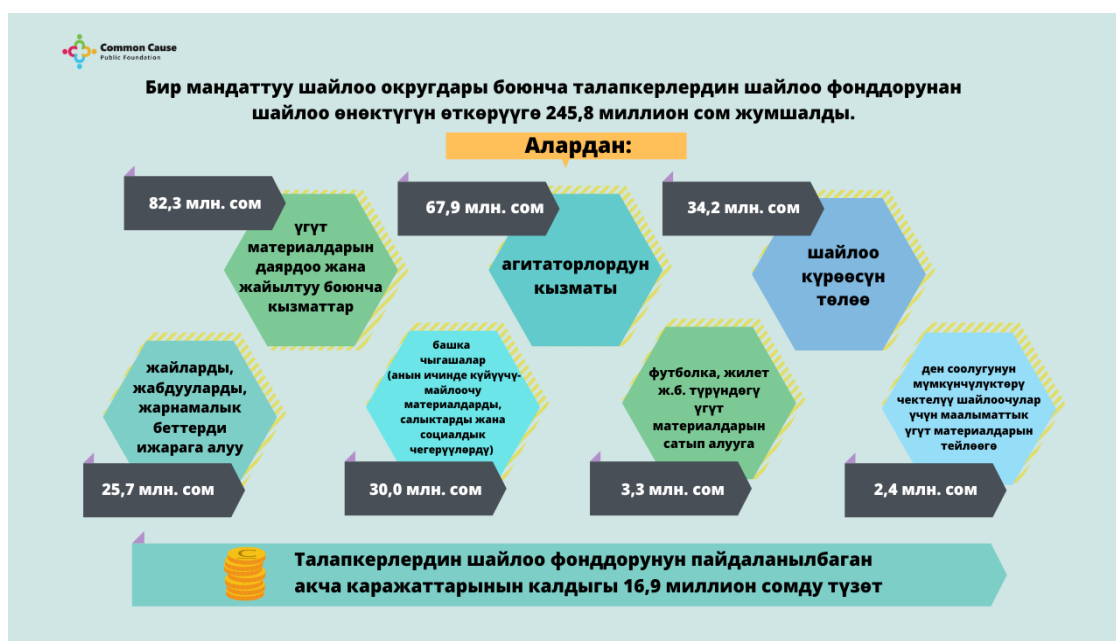 Common Cause
Public Foundation
Бир мандаттуу шайлоо округдары боюнча талапкерлердин шайлоо фонддорунан
шайлоо өнөктүгүн өткөрүүгө 245,8 миллион сом жумшалды.
Алардан:
82,3 млн. сом
үгүт
материалдарын
даярдоо жана
жайылтуу боюнча
кызматтар
67,9 млн. сом
агитаторлордун
кызматы
34,2 млн. сом
шайлоо
күрөөсүн
төлөө
жайларды,
жабдууларды,
жарнамалык
беттерди
ижарага алуу
25,7 млн. сом
башка
чыгашалар
(анын ичинде күйүүчү-
майлоочу
материалдарды,
салыктарды жана
социалдык
чегерүүлөрдү)
30,0 млн. сом
футболка, жилет
ж.б. түрүндөгү
үгүт
материалдарын
сатып алууга
3,3 млн. сом
ден соолугунун
мүмкүнчүлүктөрү
чектелүү шайлоочулар
үчүн маалыматтык
үгүт материалдарын
тейлөөгө
2,4 млн. сом
Талапкерлердин шайлоо фонддорунун пайдаланылбаган
акча каражаттарынын калдыгы 16,9 миллион сомду түзөт